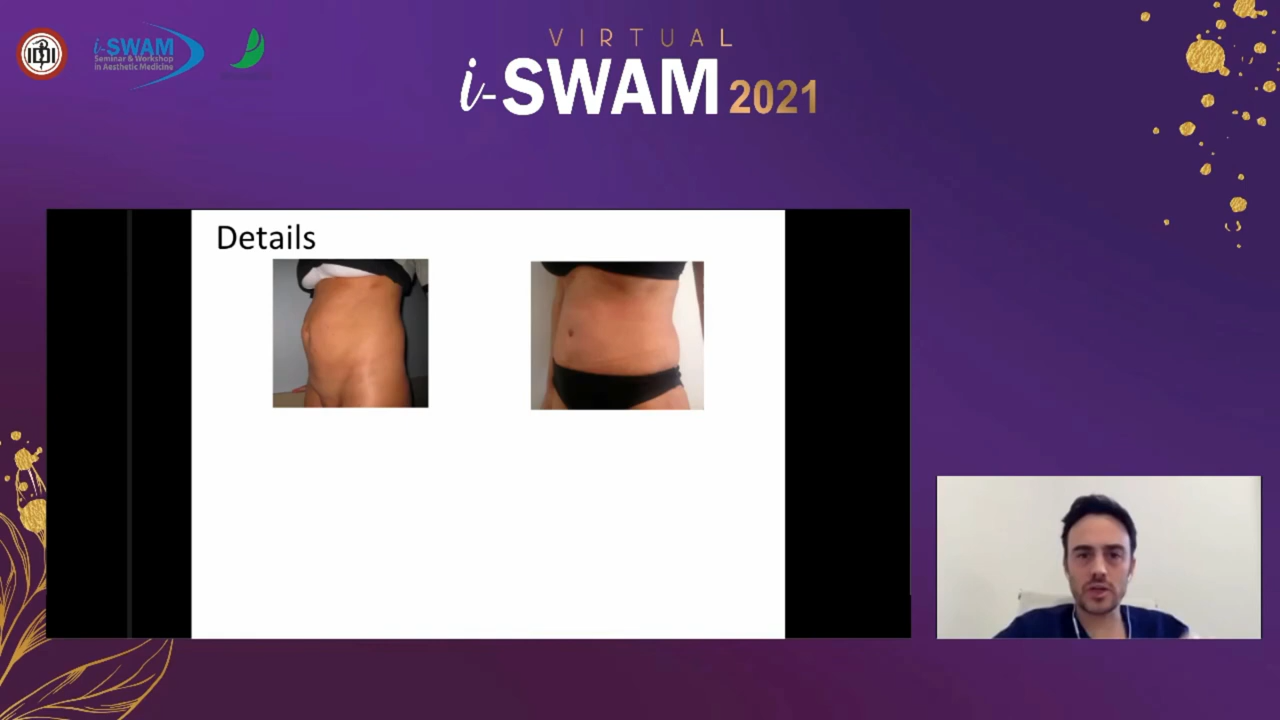 i-SWAM
Seminar & Workshop
in Aesthetic Medicine
VIRTUAL
i-SWAM 2021
Details